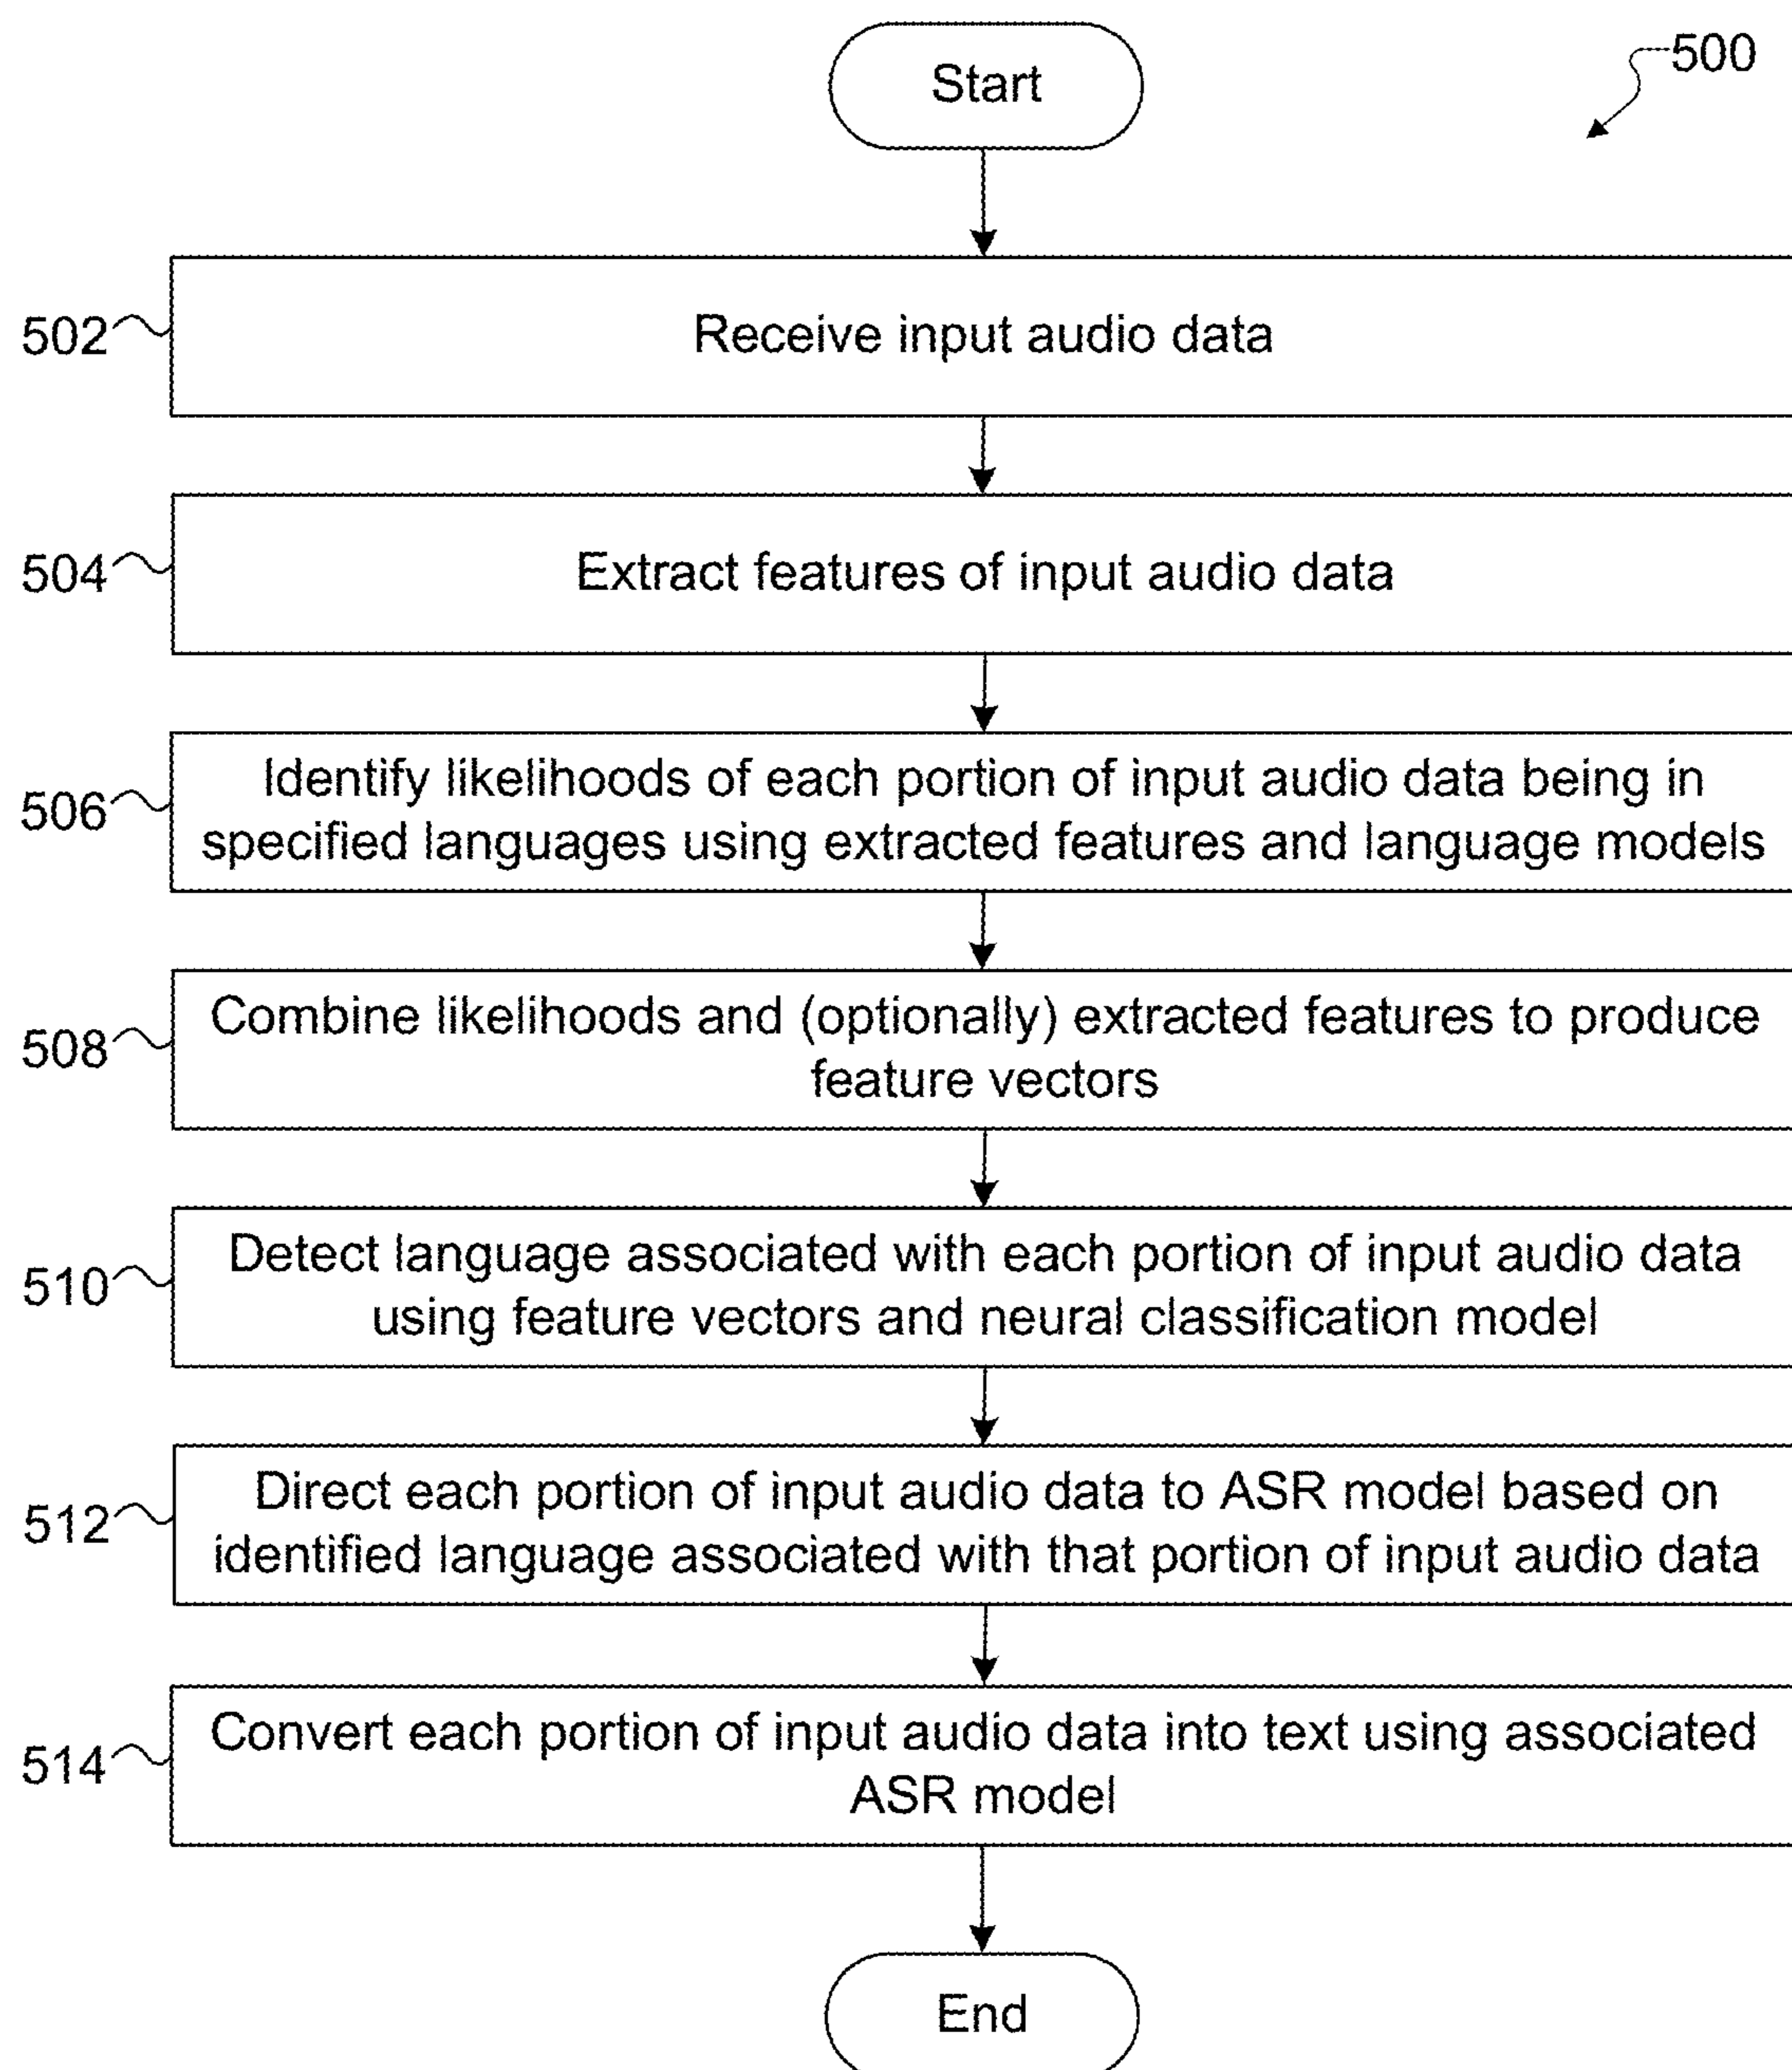 Start
500
502
Receive input audio data
504
Extract features of input audio data
506
Identify likelihoods of each portion of input audio data being in
specified languages using extracted features and language models
508
Combine likelihoods and (optionally) extracted features to produce
feature vectors
510
Detect language associated with each portion of input audio data
using feature vectors and neural classification model
512
Direct each portion of input audio data to ASR model based on
identified language associated with that portion of input audio data
514
Convert each portion of input audio data into text using associated
ASR model
End